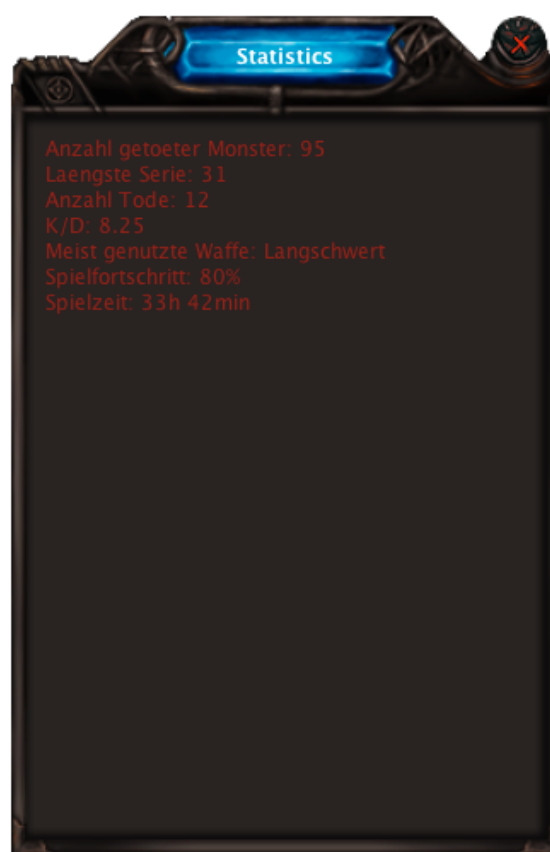 Statistics
Anzahl getoeter Monster: 95
Laengste Serie: 31
Anzahl Tode: 12
K/D: 8.25
Meist genutzte Waffe: Langschwert
Spielfortschritt: 80%
Spielzeit: 33h 42min